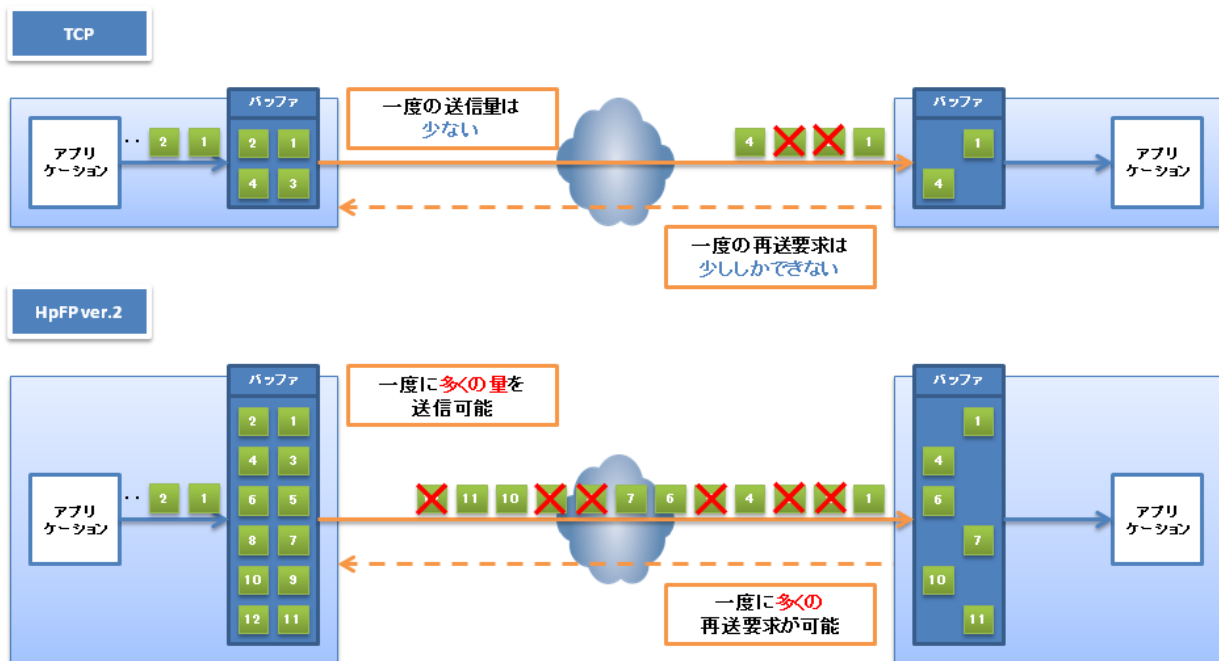 TCP
バッファ
バッファ
一度の送信量は
少ない
アプリ
ケーション
‥ 2 1
2 1
4 3
4 1
1
4
アプリ
ケーション
一度の再送要求は
少ししかできない
HpFPver.2
バッファ
バッファ
一度に多くの量を
送信可能
アプリ
ケーション
‥ 2 1
2 1
4 3
6 5
8 7
10 9
12 11
11 10 7 6 4 1
1
4
6
7
10
11
アプリ
ケーション
一度に多くの
再送要求が可能